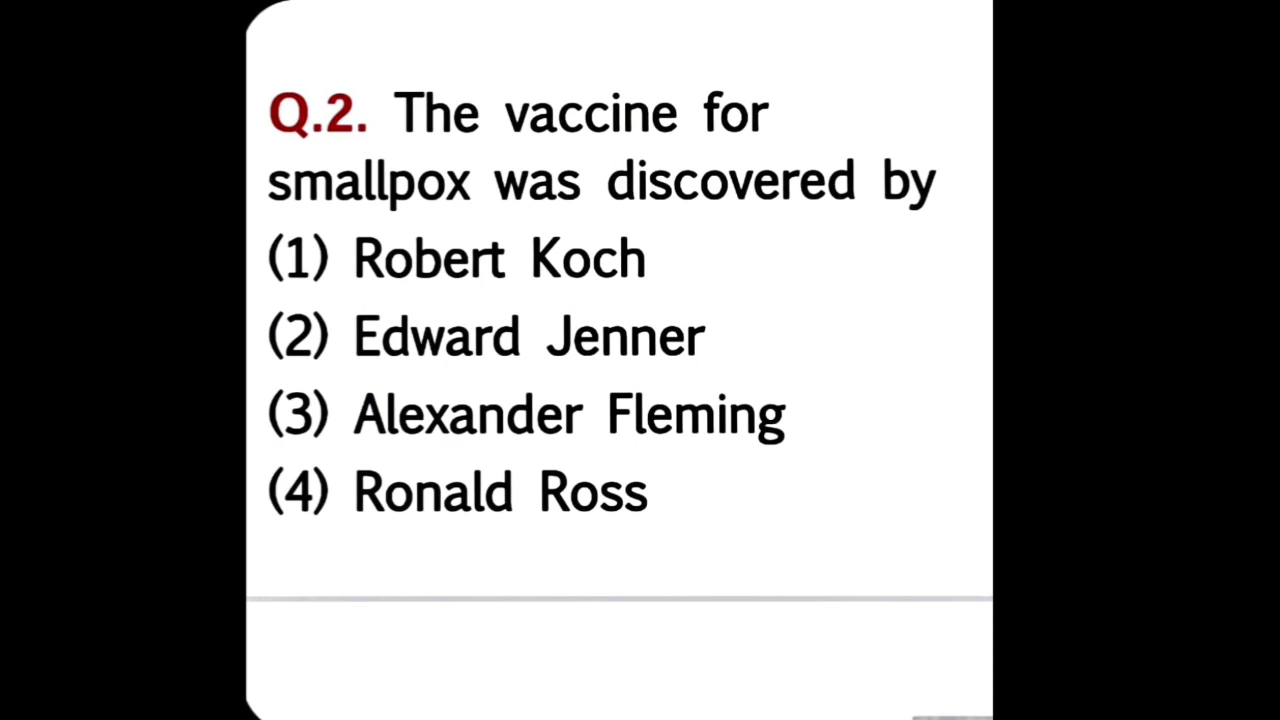 Q.2. The vaccine for
smallpox was discovered by
(1) Robert Koch
(2) Edward Jenner
(3) Alexander Fleming
(4) Ronald Ross